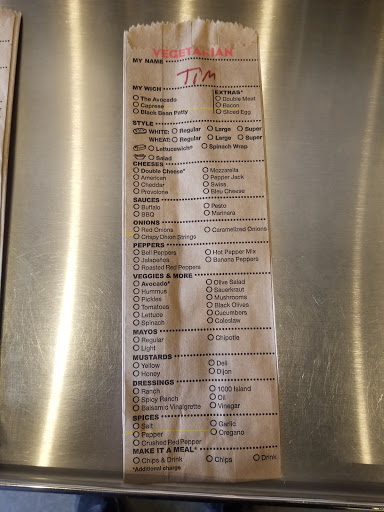 VEGETARIAN
MY NAME
Tim
MY WICH
EXTRAS*
The Avocado
Double Meat
Caprese
Bacon
Black Bean Patty
Sliced Egg
STYLE
WHITE: Regular Large Super
WHEAT: Regular Large Super
Lettucewich* Spinach Wrap
Salad
CHEESES
Double Cheese* Mozzarella
American Pepper Jack
Cheddar Swiss
Provolone Bleu Cheese
SAUCES
Buffalo Pesto
BBQ Marinara
ONIONS
Red Onions Caramelized Onions
Crispy Onion Strings
PEPPERS
Bell Peppers Hot Pepper Mix
Jalapeños Banana Peppers
Roasted Red Peppers
VEGGIES & MORE
Avocado* Olive Salad
Hummus Sauerkraut
Pickles Mushrooms
Tomatoes Black Olives
Lettuce Cucumbers
Spinach Coleslaw
MAYOS
Regular Chipotle
Light
MUSTARDS
Yellow Deli
Honey Dijon
DRESSINGS
Ranch 1000 Island
Spicy Ranch Oil
Balsamic Vinaigrette Vinegar
SPICES
Salt Garlic
Pepper Oregano
Crushed Red Pepper
MAKE IT A MEAL*
Chips & Drink Chips Drink
*Additional charge